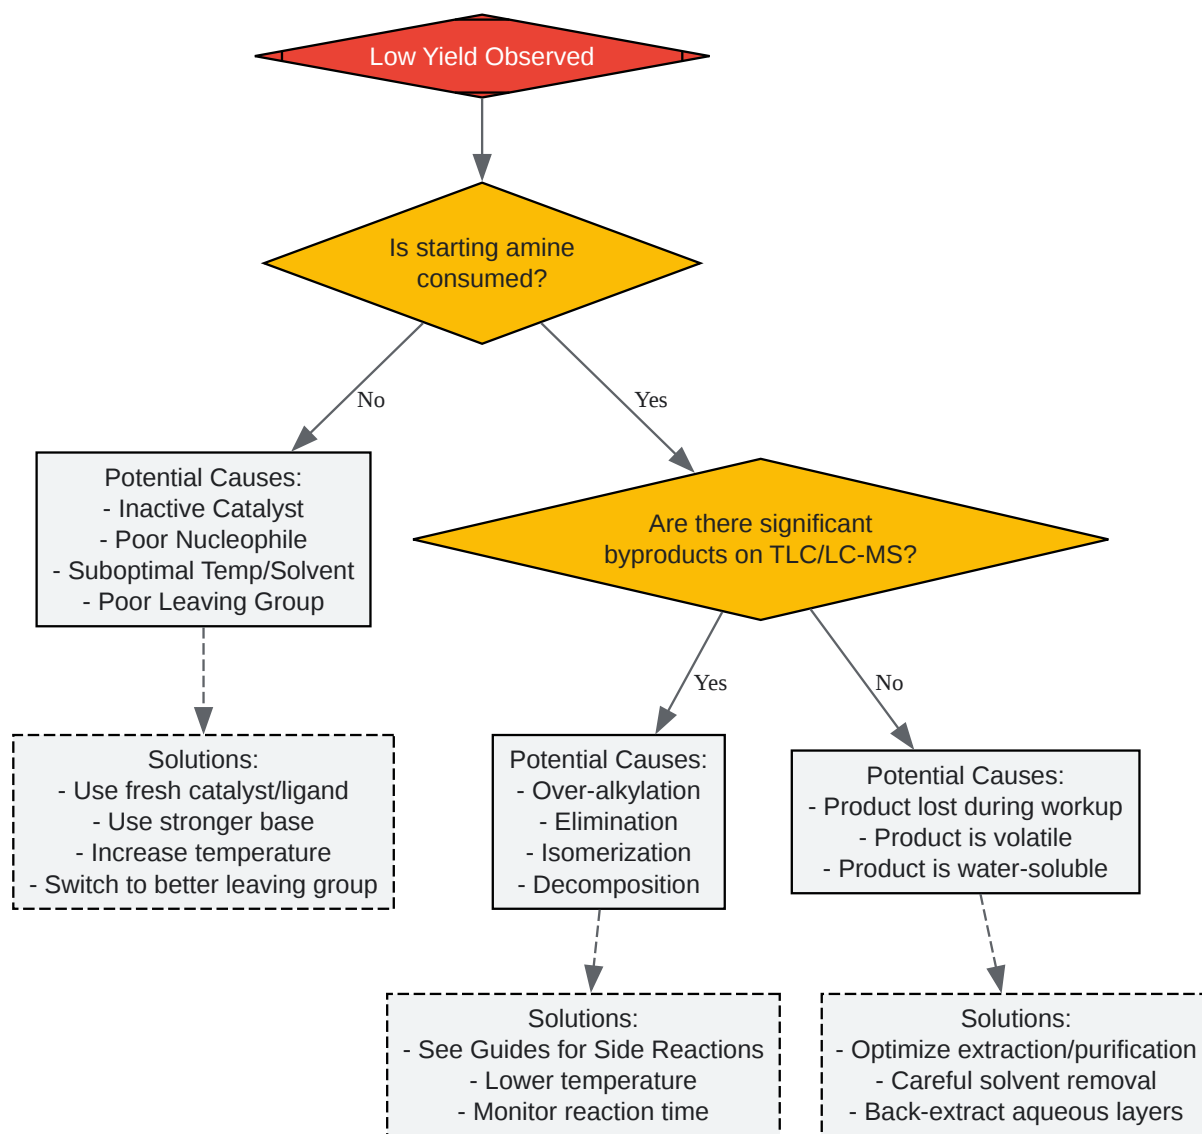 Low Yield Observed
Is starting amine
consumed?
No
Yes
Potential Causes:
- Inactive Catalyst
- Poor Nucleophile
- Suboptimal Temp/Solvent
- Poor Leaving Group
Are there significant
byproducts on TLC/LC-MS?
Yes
No
Solutions:
- Use fresh catalyst/ligand
- Use stronger base
- Increase temperature
- Switch to better leaving group
Potential Causes:
- Over-alkylation
- Elimination
- Isomerization
- Decomposition
Potential Causes:
- Product lost during workup
- Product is volatile
- Product is water-soluble
Solutions:
- See Guides for Side Reactions
- Lower temperature
- Monitor reaction time
Solutions:
- Optimize extraction/purification
- Careful solvent removal
- Back-extract aqueous layers